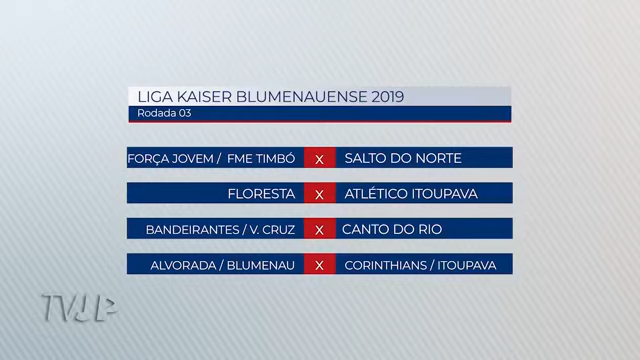 LIGA KAISER BLUMENAUENSE 2019
Rodada 03
FORÇA JOVEM / FME TIMBÓ X SALTO DO NORTE
FLORESTA X ATLÉTICO ITOUPAVA
BANDEIRANTES / V. CRUZ X CANTO DO RIO
ALVORADA / BLUMENAU X CORINTHIANS / ITOUPAVA